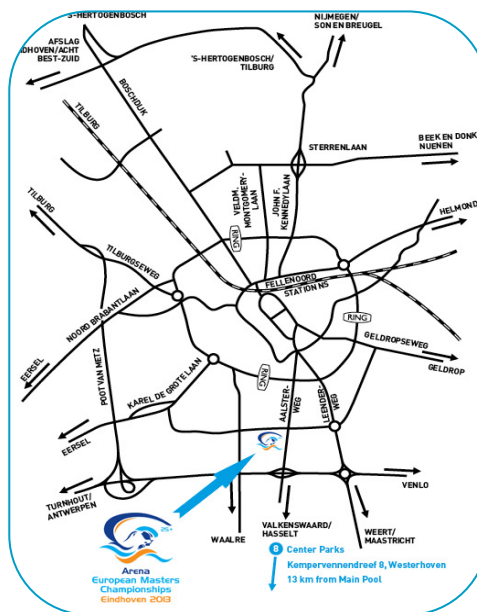 'S-HERTOGENBOSCH
NIJMEGEN/
SON EN BREUGEL
AFSLAG
DHOVEN/ACHT
BEST-ZUID
'S-HERTOGENBOSCH/
TILBURG
BOSCHDIJK
TILBURG
STERRENLAAN
BEEK EN DONK
NUENEN
VELDM.
MONTGOMERY-
LAAN
JOHN F.
KENNEDYLAAN
TILBURG
HELMOND
RING
TILBURGSEWEG
FELLENOORD
STATION NS
NOORD BRABANTLAAN
RING
GELDROPSEWEG
GELDROP
EERSEL
POOT VAN METZ
KAREL DE GROTE LAAN
RING
AALSTER-
WEG
LEENDER-
WEG
EERSEL
VENLO
TURNHOUT/
ANTWERPEN
WAALRE
VALKENSWAARD/
HASSELT
WEERT/
MAASTRICHT
25+
Arena
European Masters
Championships
Eindhoven 2013
8 Center Parks
Kempervennendreef 8, Westerhoven
13 km from Main Pool